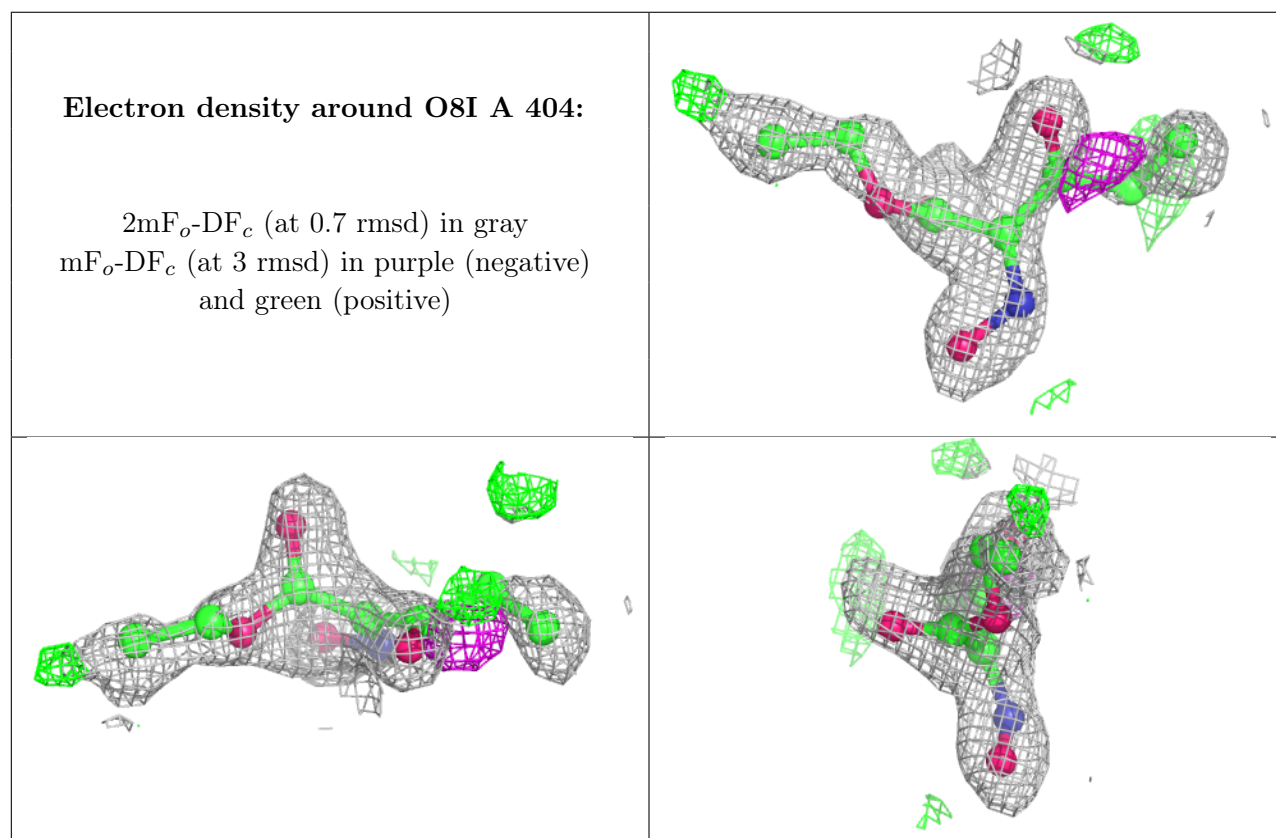 Electron density around O8I A 404:
2mFₒ-DF𝒸 (at 0.7 rmsd) in gray
mFₒ-DF𝒸 (at 3 rmsd) in purple (negative)
and green (positive)